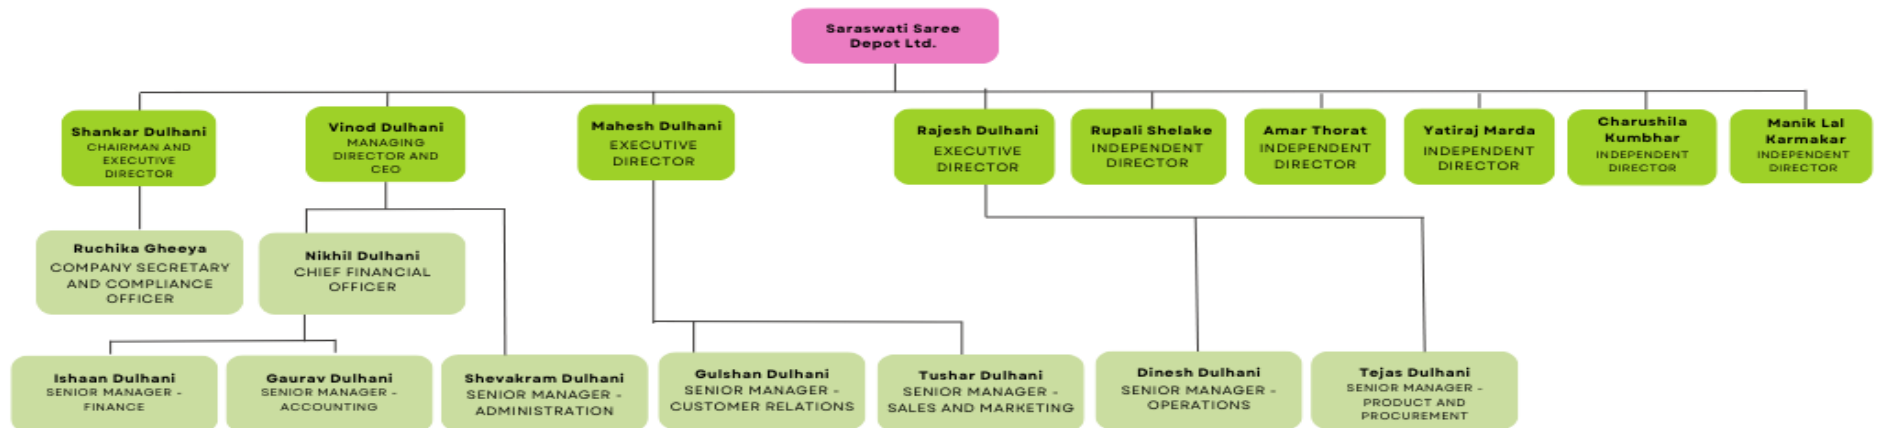 Saraswati Saree
Depot Ltd.
Shankar Dulhani
CHAIRMAN AND
EXECUTIVE
DIRECTOR
Vinod Dulhani
MANAGING
DIRECTOR AND
CEO
Mahesh Dulhani
EXECUTIVE
DIRECTOR
Rajesh Dulhani
EXECUTIVE
DIRECTOR
Rupali Shelake
INDEPENDENT
DIRECTOR
Amar Thorat
INDEPENDENT
DIRECTOR
Yatiraj Marda
INDEPENDENT
DIRECTOR
Charushila
Kumbhar
INDEPENDENT
DIRECTOR
Manik Lal
Karmakar
INDEPENDENT
DIRECTOR
Ruchika Gheeya
COMPANY SECRETARY
AND COMPLIANCE
OFFICER
Nikhil Dulhani
CHIEF FINANCIAL
OFFICER
Ishaan Dulhani
SENIOR MANAGER -
FINANCE
Gaurav Dulhani
SENIOR MANAGER -
ACCOUNTING
Shevakram Dulhani
SENIOR MANAGER -
ADMINISTRATION
Gulshan Dulhani
SENIOR MANAGER -
CUSTOMER RELATIONS
Tushar Dulhani
SENIOR MANAGER -
SALES AND MARKETING
Dinesh Dulhani
SENIOR MANAGER -
OPERATIONS
Tejas Dulhani
SENIOR MANAGER -
PRODUCT AND
PROCUREMENT